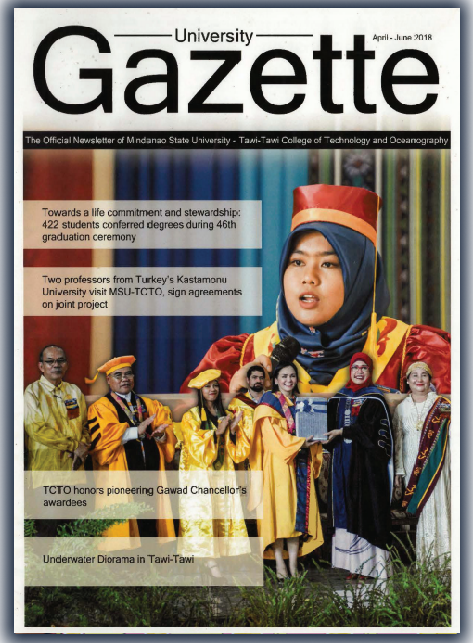 University
April - June 2018
Gazette
The Official Newsletter of Mindanao State University - Tawi-Tawi College of Technology and Oceanography
Towards a life commitment and stewardship:
422 students conferred degrees during 46th
graduation ceremony
Two professors from Turkey's Kastamonu
University visit MSU-TCTO, sign agreements
on joint project
TCTO honors pioneering Gawad Chancellor's
awardees
Underwater Diorama in Tawi-Tawi